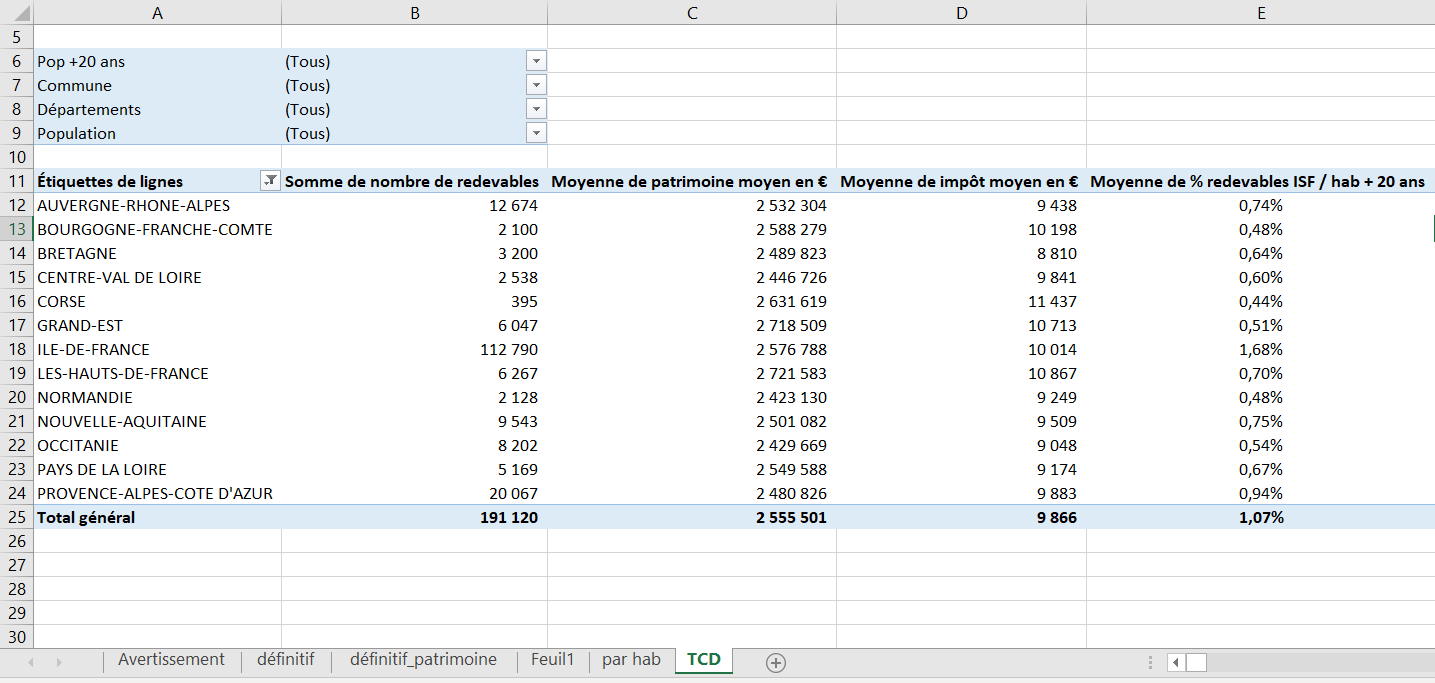 A B C D E
5
6 Pop +20 ans (Tous)
7 Commune (Tous)
8 Départements (Tous)
9 Population (Tous)
10
11 Étiquettes de lignes Somme de nombre de redevables Moyenne de patrimoine moyen en € Moyenne de impôt moyen en € Moyenne de % redevables ISF / hab + 20 ans
12 AUVERGNE-RHONE-ALPES 12 674 2 532 304 9 438 0,74%
13 BOURGOGNE-FRANCHE-COMTE 2 100 2 588 279 10 198 0,48%
14 BRETAGNE 3 200 2 489 823 8 810 0,64%
15 CENTRE-VAL DE LOIRE 2 538 2 446 726 9 841 0,60%
16 CORSE 395 2 631 619 11 437 0,44%
17 GRAND-EST 6 047 2 718 509 10 713 0,51%
18 ILE-DE-FRANCE 112 790 2 576 788 10 014 1,68%
19 LES-HAUTS-DE-FRANCE 6 267 2 721 583 10 867 0,70%
20 NORMANDIE 2 128 2 423 130 9 249 0,48%
21 NOUVELLE-AQUITAINE 9 543 2 501 082 9 509 0,75%
22 OCCITANIE 8 202 2 429 669 9 048 0,54%
23 PAYS DE LA LOIRE 5 169 2 549 588 9 174 0,67%
24 PROVENCE-ALPES-COTE D'AZUR 20 067 2 480 826 9 883 0,94%
25 Total général 191 120 2 555 501 9 866 1,07%
26
27
28
29
30
Avertissement définitif définitif_patrimoine Feuil1 par hab TCD